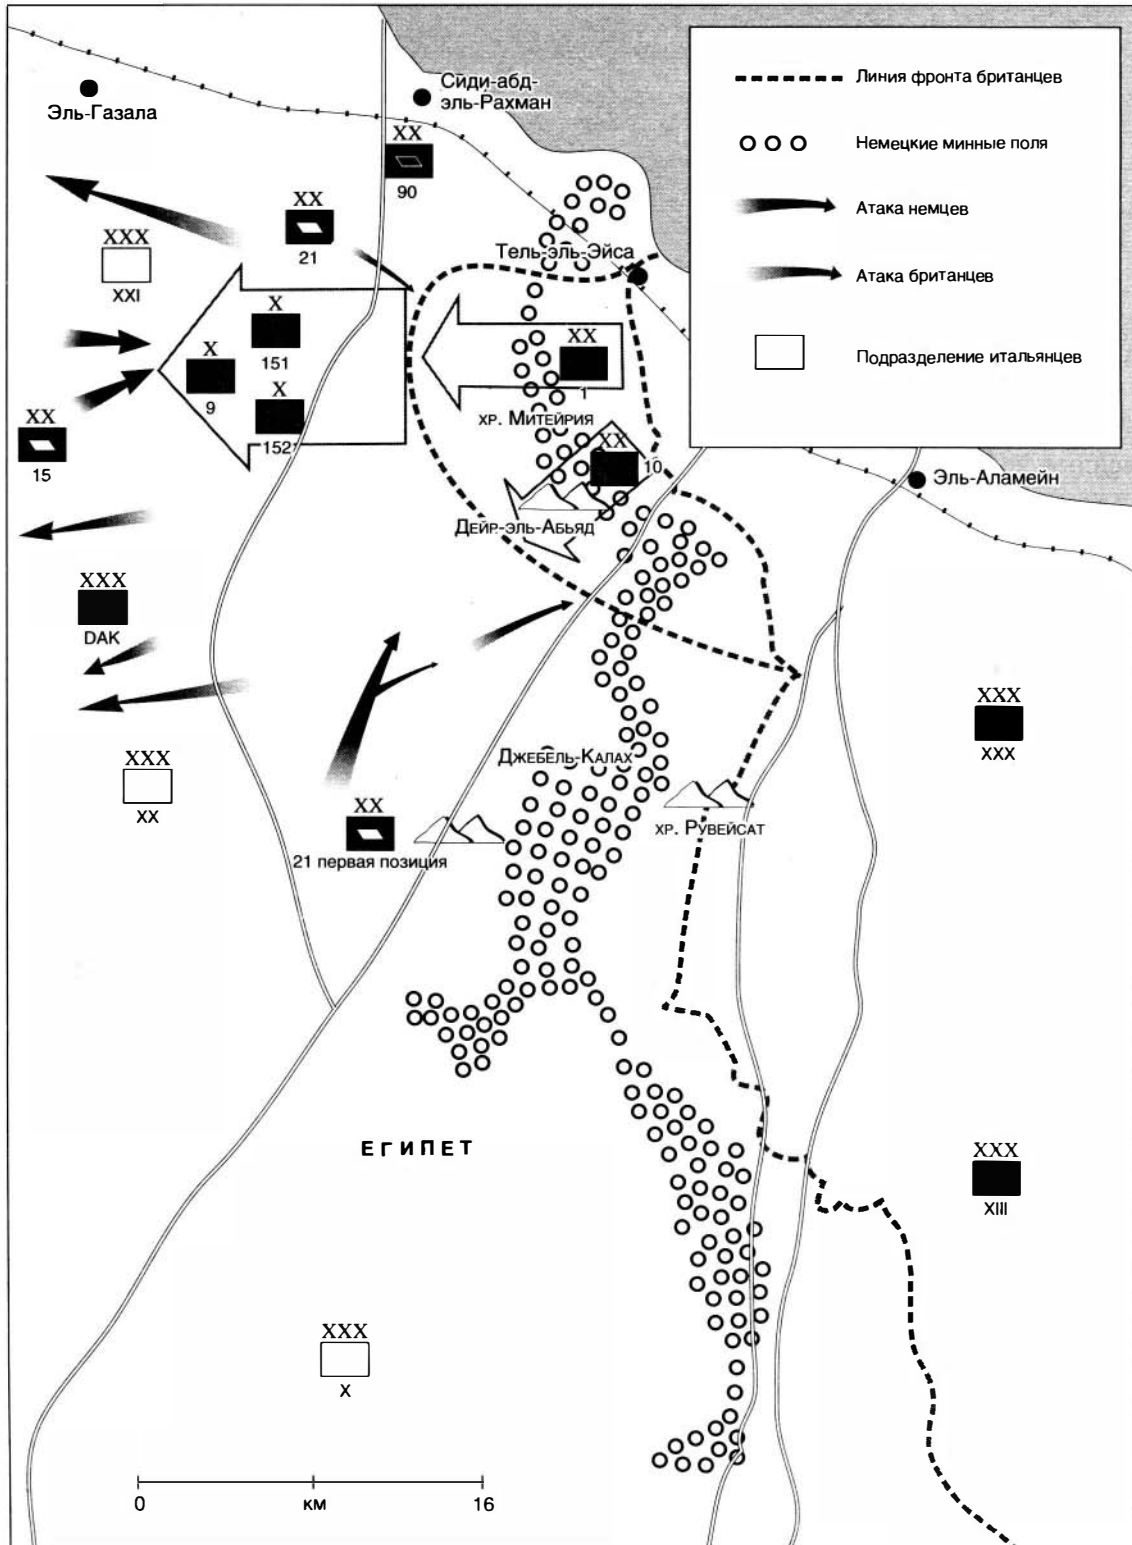 Линия фронта британцев
Немецкие минные поля
Атака немцев
Атака британцев
Подразделение итальянцев
Эль-Газала
Сиди-абд-
эль-Рахман
XX
90
XX
21
XXX
XXI
Тель-эль-Эйса
X
151
X
9
X
152
XX
1
хр. Митейрия
XX
10
XX
15
Эль-Аламейн
Дейр-эль-Абьяд
XXX
DAK
XXX
XXX
XXX
XX
Джебель-Калах
XX
21 первая позиция
хр. Рувейсат
ЕГИПЕТ
XXX
XIII
XXX
X
0
км
16